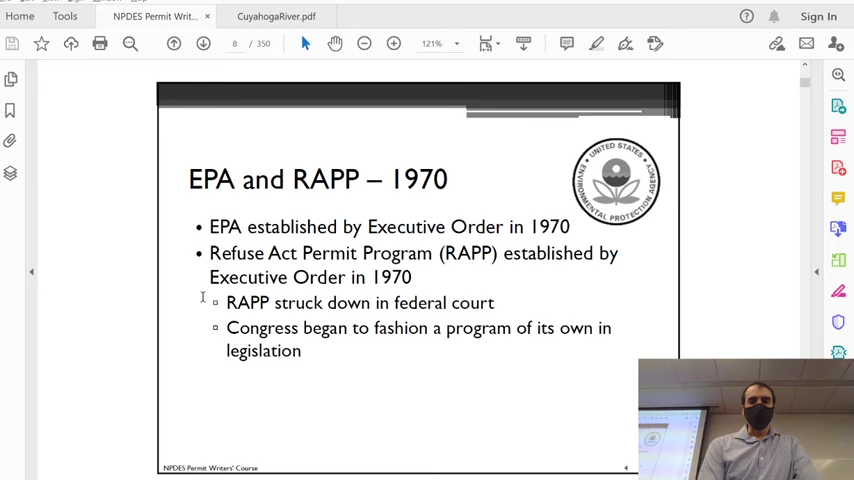 Home Tools NPDES Permit Writ... × CuyahogaRiver.pdf Sign In
8 / 350 121%
UNITED STATES
ENVIRONMENTAL PROTECTION AGENCY
EPA and RAPP – 1970
• EPA established by Executive Order in 1970
• Refuse Act Permit Program (RAPP) established by
Executive Order in 1970
RAPP struck down in federal court
Congress began to fashion a program of its own in
legislation
NPDES Permit Writers' Course 4